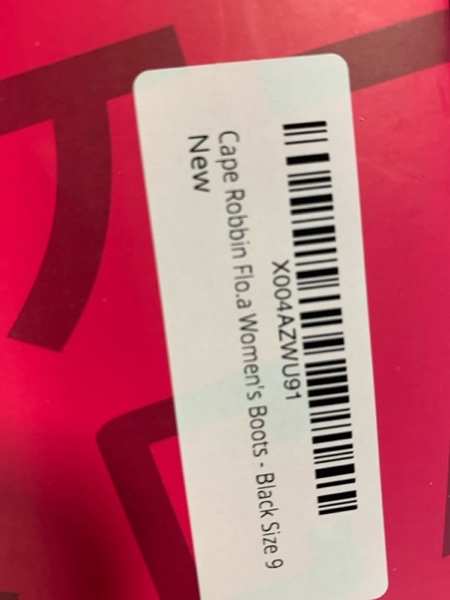 X004AZWU91
Cape Robbin Flo.a Women's Boots - Black Size 9
New